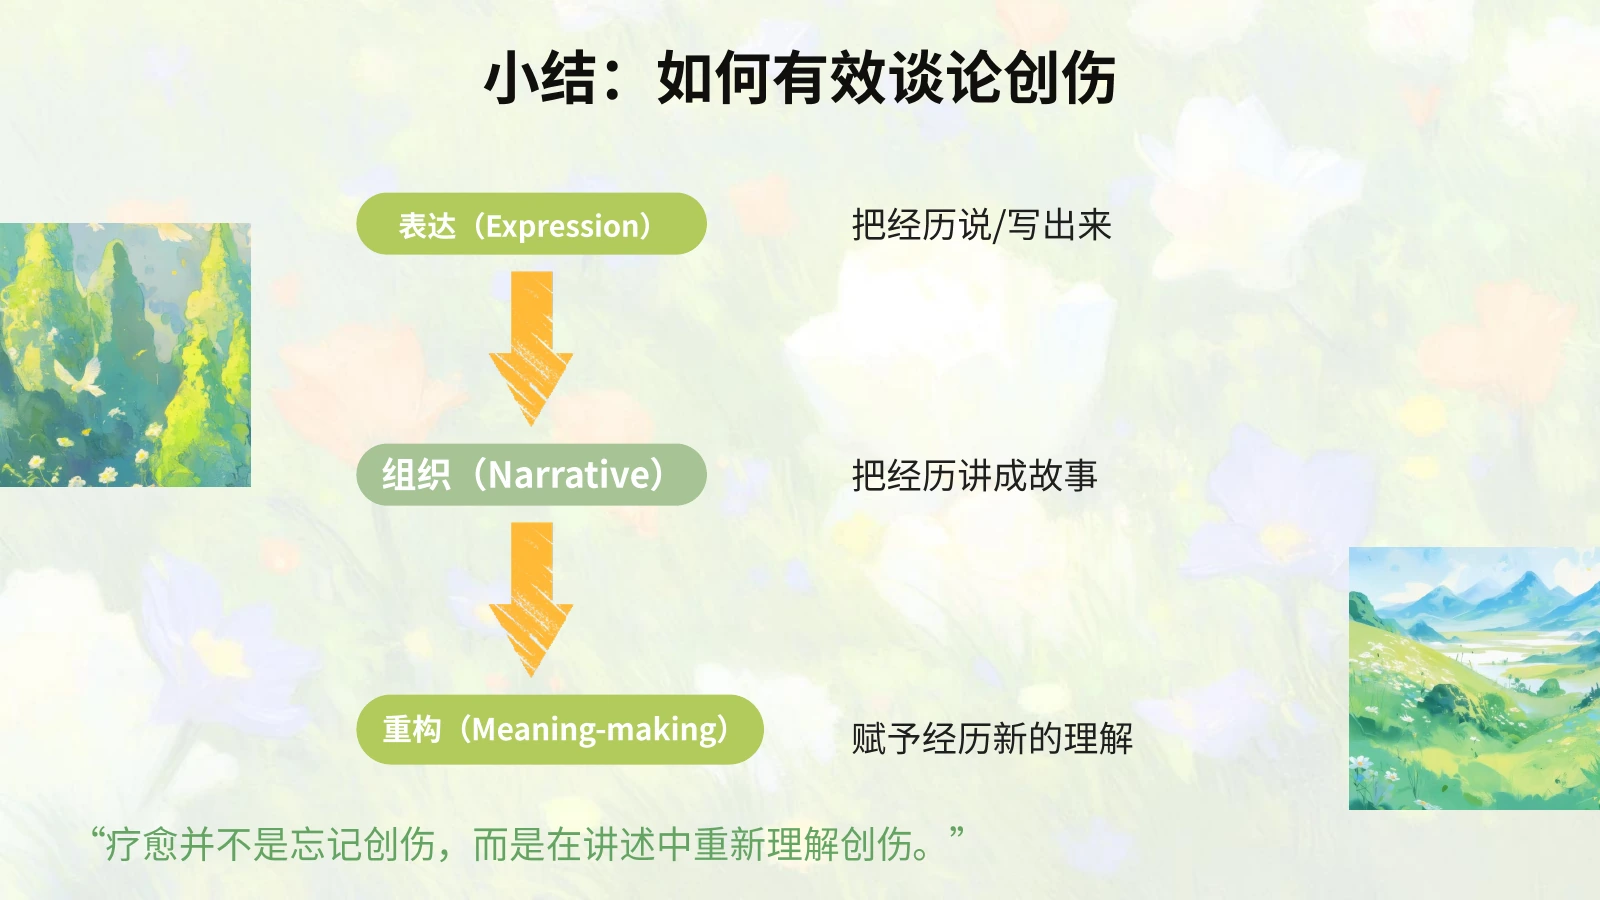 小结：如何有效谈论创伤
表达（Expression）
把经历说/写出来
组织（Narrative）
把经历讲成故事
重构（Meaning-making）
赋予经历新的理解
“疗愈并不是忘记创伤，而是在讲述中重新理解创伤。”